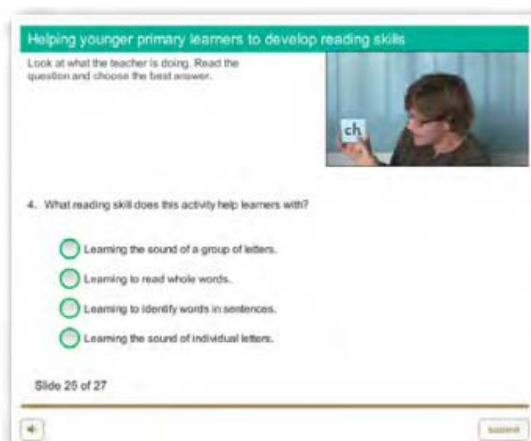 Helping younger primary learners to develop reading skills
Look at what the teacher is doing. Read the
question and choose the best answer.
ch
4. What reading skill does this activity help learners with?
Learning the sound of a group of letters.
Learning to read whole words.
Learning to identify words in sentences.
Learning the sound of individual letters.
Slide 25 of 27
submit